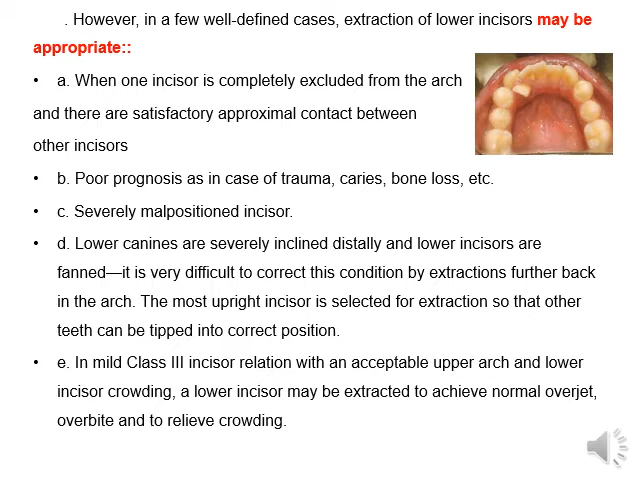 . However, in a few well-defined cases, extraction of lower incisors may be
appropriate::
• a. When one incisor is completely excluded from the arch
and there are satisfactory approximal contact between
other incisors
• b. Poor prognosis as in case of trauma, caries, bone loss, etc.
• c. Severely malpositioned incisor.
• d. Lower canines are severely inclined distally and lower incisors are
fanned—it is very difficult to correct this condition by extractions further back
in the arch. The most upright incisor is selected for extraction so that other
teeth can be tipped into correct position.
• e. In mild Class III incisor relation with an acceptable upper arch and lower
incisor crowding, a lower incisor may be extracted to achieve normal overjet,
overbite and to relieve crowding.